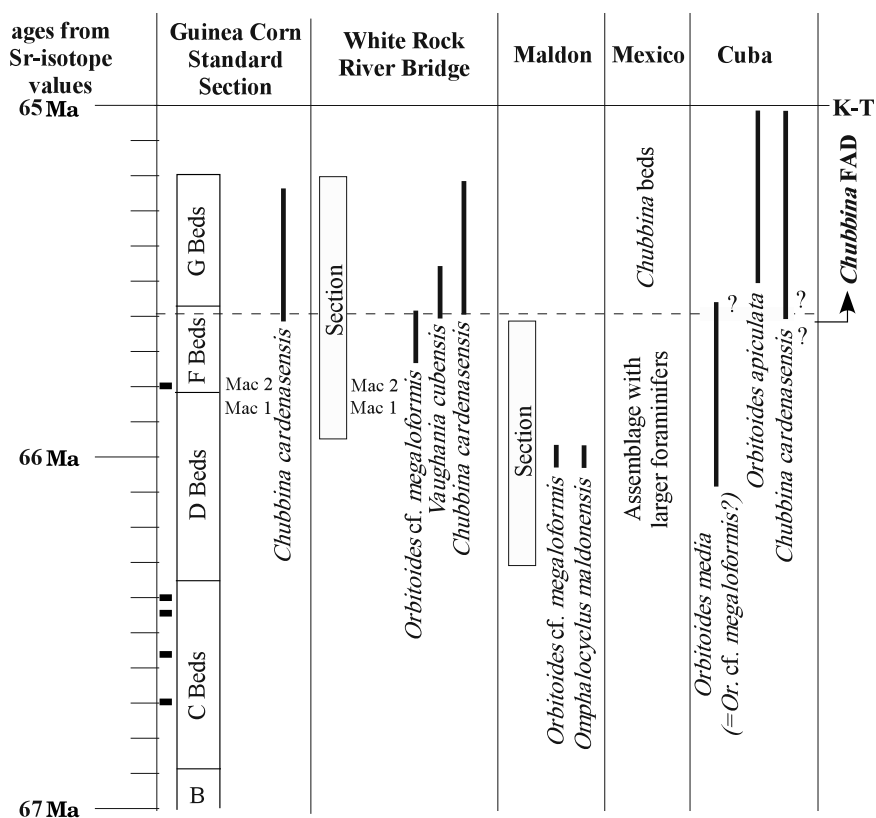 ages from
Sr-isotope
values
Guinea Corn
Standard
Section
White Rock
River Bridge
Maldon
Mexico
Cuba
65 Ma
K-T
66 Ma
67 Ma
G Beds
F Beds
D Beds
C Beds
B
Mac 2
Mac 1
Chubbina cardenasensis
Section
Mac 2
Mac 1
Orbitoides cf. megaloformis
Vaughania cubensis
Chubbina cardenasensis
Section
Orbitoides cf. megaloformis
Omphalocyclus maldonensis
Chubbina beds
Assemblage with
larger foraminifers
?
Orbitoides media
(=Or. cf. megaloformis?)
Orbitoides apiculata
?
?
Chubbina cardenasensis
Chubbina FAD